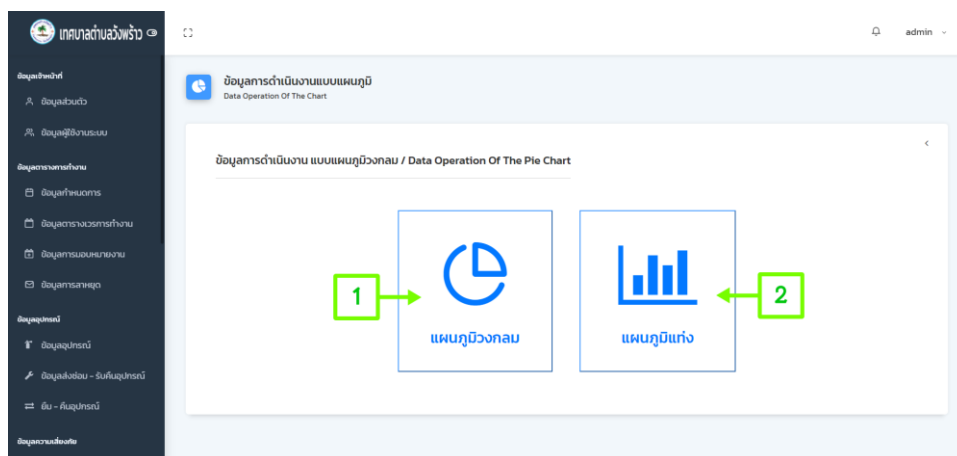 เทศบาลตำบลวังพร้าว
admin
ข้อมูลเจ้าหน้าที่
ข้อมูลส่วนตัว
ข้อมูลผู้ใช้งานระบบ
ข้อมูลตารางการทำงาน
ข้อมูลกำหนดการ
ข้อมูลตารางเวรการทำงาน
ข้อมูลการมอบหมายงาน
ข้อมูลการลาหยุด
ข้อมูลอุปกรณ์
ข้อมูลอุปกรณ์
ข้อมูลส่งซ่อม - รับคืนอุปกรณ์
ยืม - คืนอุปกรณ์
ข้อมูลความเสี่ยงภัย
ข้อมูลการดำเนินงานแบบแผนภูมิ
Data Operation Of The Chart
ข้อมูลการดำเนินงาน แบบแผนภูมิวงกลม / Data Operation Of The Pie Chart
1
แผนภูมิวงกลม
แผนภูมิแท่ง
2